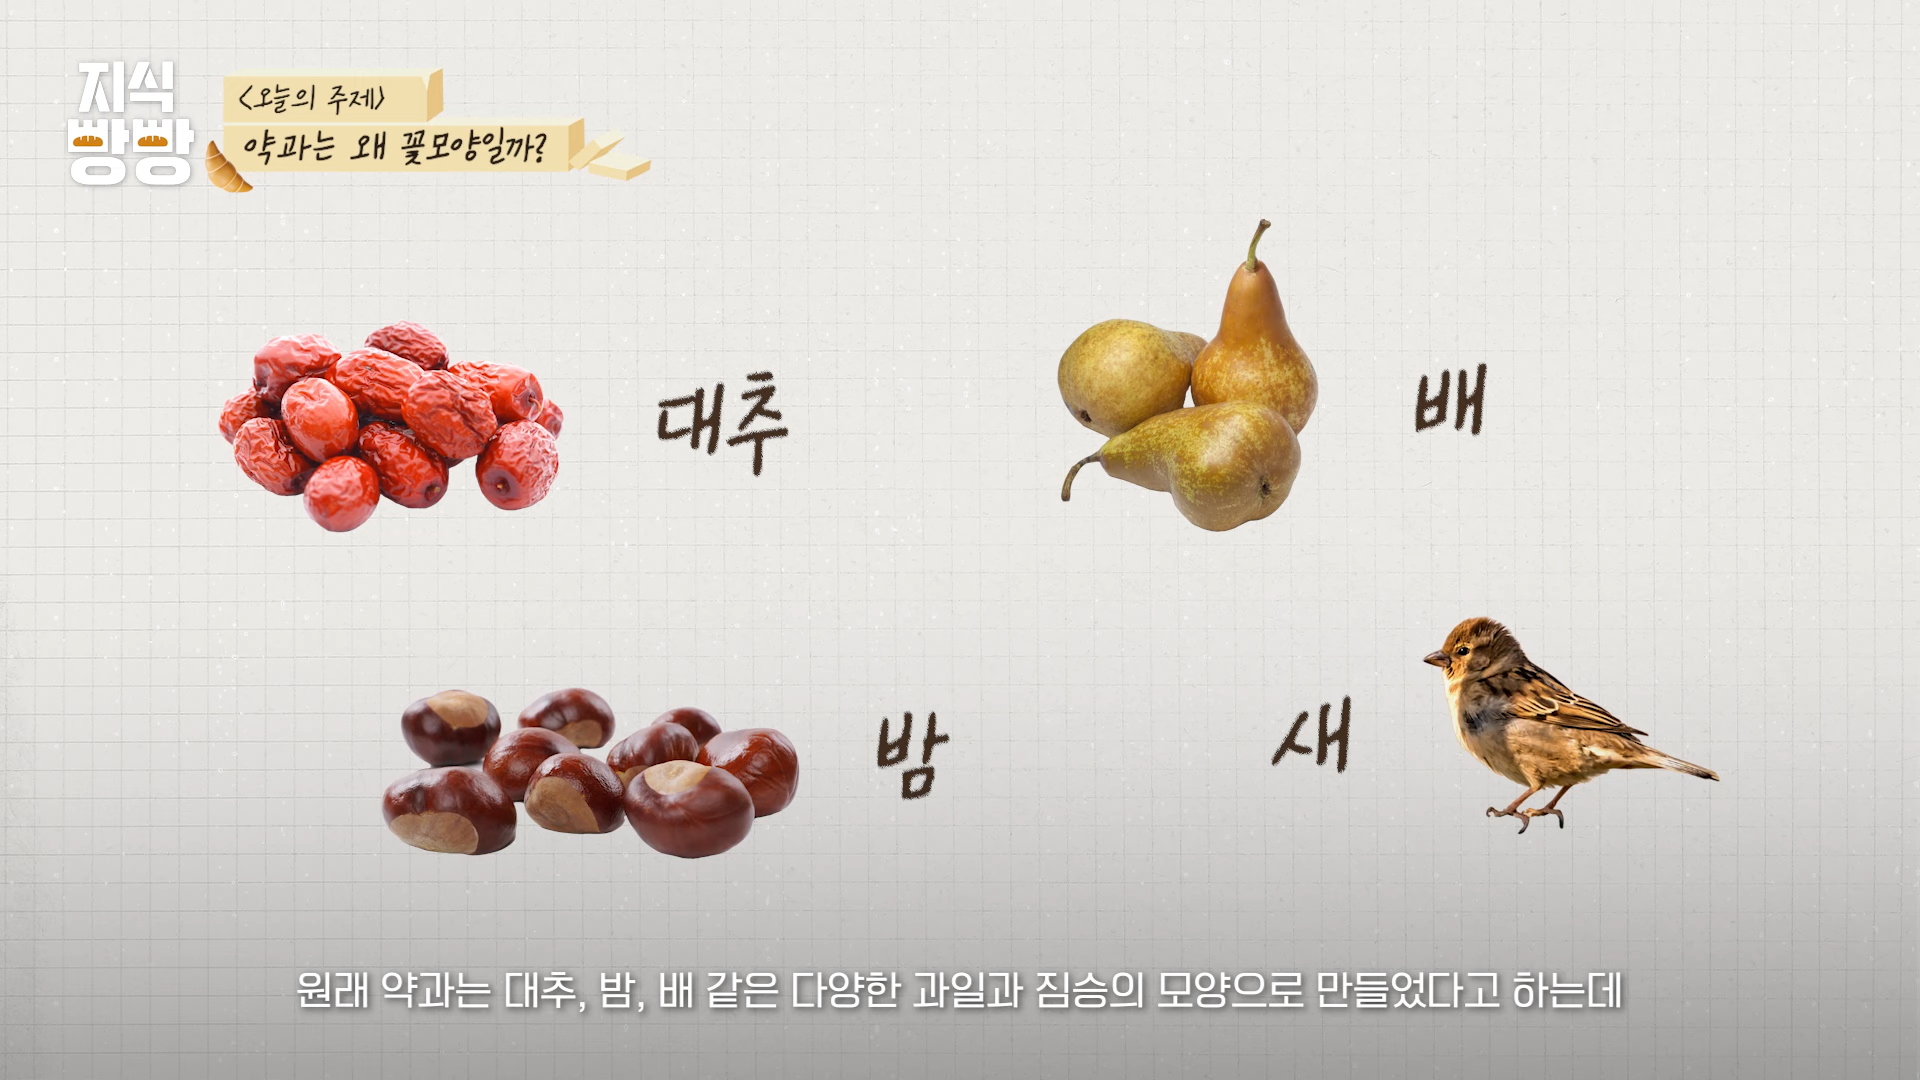 지식
빵빵
<오늘의 주제>
약과는 왜 꽃모양일까?
대추
배
밤
새
원래 약과는 대추, 밤, 배 같은 다양한 과일과 짐승의 모양으로 만들었다고 하는데